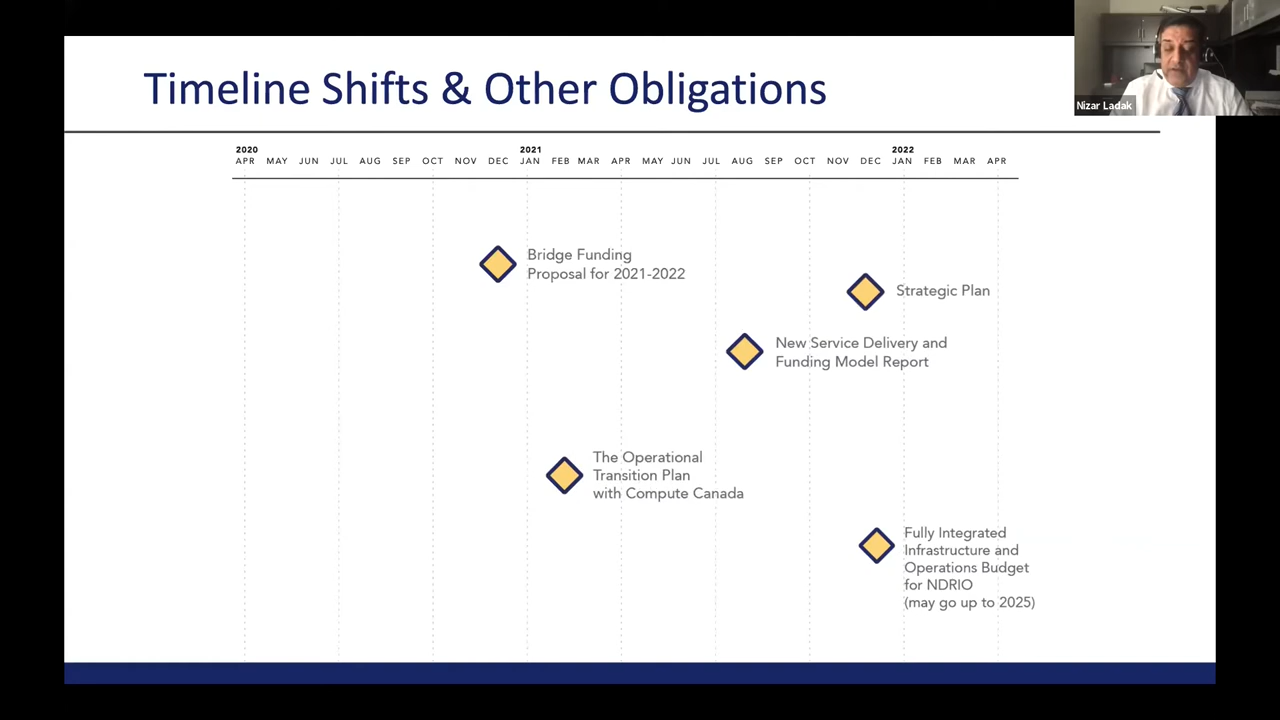 Timeline Shifts & Other Obligations
Nizar Ladak
2020 2021 2022
APR MAY JUN JUL AUG SEP OCT NOV DEC JAN FEB MAR APR MAY JUN JUL AUG SEP OCT NOV DEC JAN FEB MAR APR
Bridge Funding
Proposal for 2021-2022
Strategic Plan
New Service Delivery and
Funding Model Report
The Operational
Transition Plan
with Compute Canada
Fully Integrated
Infrastructure and
Operations Budget
for NDRIO
(may go up to 2025)